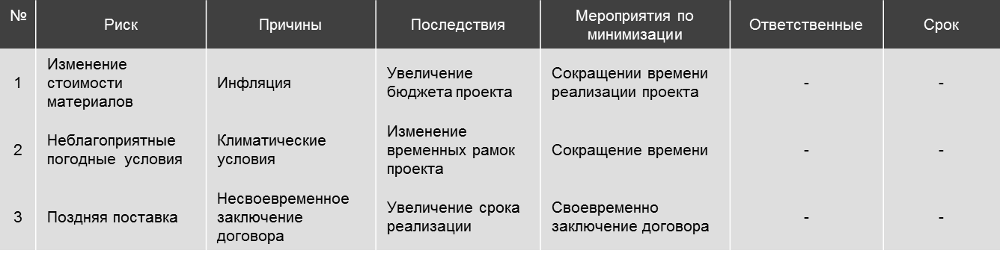 №
Риск
Причины
Последствия
Мероприятия по
минимизации
Ответственные
Срок
1
Изменение
стоимости
материалов
Инфляция
Увеличение
бюджета проекта
Сокращении времени
реализации проекта
-
-
2
Неблагоприятные
погодные условия
Климатические
условия
Изменение
временных рамок
проекта
Сокращение времени
-
-
3
Поздняя поставка
Несвоевременное
заключение
договора
Увеличение срока
реализации
Своевременно
заключение договора
-
-